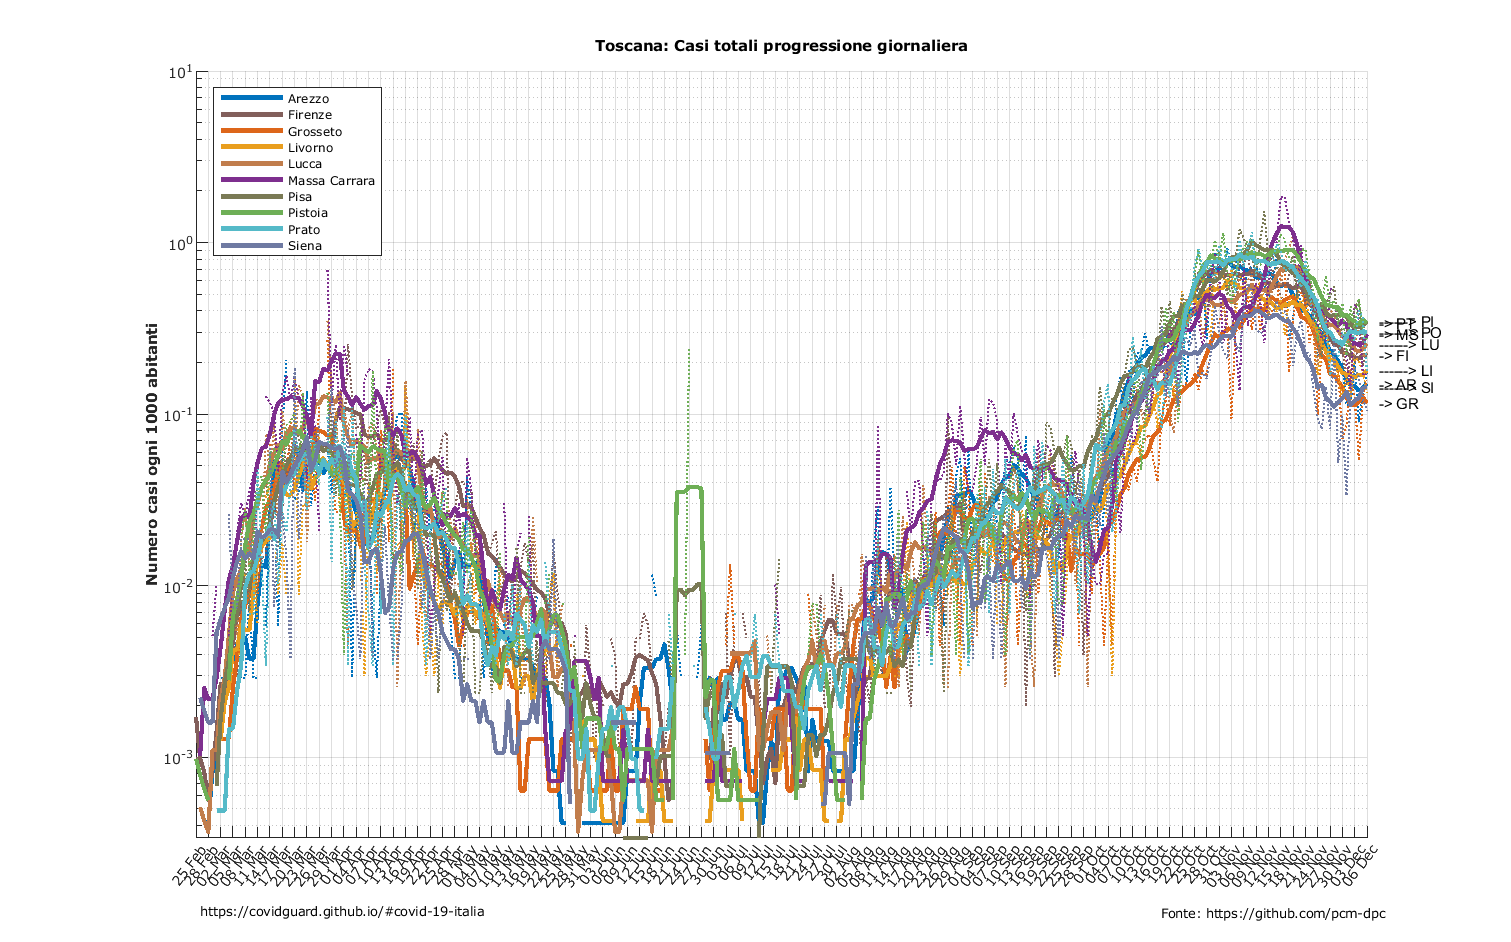 Toscana: Casi totali progressione giornaliera
10^1
10^0
10^-1
10^-2
10^-3
Numero casi ogni 1000 abitanti
Arezzo
Firenze
Grosseto
Livorno
Lucca
Massa Carrara
Pisa
Pistoia
Prato
Siena
------> PI
-> PT
------> PO
-> MS
------> LU
-> FI
------> LI
-> AR
------> SI
-> GR
25 Feb
28 Feb
02 Mar
05 Mar
08 Mar
11 Mar
14 Mar
17 Mar
20 Mar
23 Mar
26 Mar
29 Mar
01 Apr
04 Apr
07 Apr
10 Apr
13 Apr
16 Apr
19 Apr
22 Apr
25 Apr
28 Apr
01 May
04 May
07 May
10 May
13 May
16 May
19 May
22 May
25 May
28 May
31 May
03 Jun
06 Jun
09 Jun
12 Jun
15 Jun
18 Jun
21 Jun
24 Jun
27 Jun
30 Jun
03 Jul
06 Jul
09 Jul
12 Jul
15 Jul
18 Jul
21 Jul
24 Jul
27 Jul
30 Jul
02 Aug
05 Aug
08 Aug
11 Aug
14 Aug
17 Aug
20 Aug
23 Aug
26 Aug
29 Aug
01 Sep
04 Sep
07 Sep
10 Sep
13 Sep
16 Sep
19 Sep
22 Sep
25 Sep
28 Sep
01 Oct
04 Oct
07 Oct
10 Oct
13 Oct
16 Oct
19 Oct
22 Oct
25 Oct
28 Oct
31 Oct
03 Nov
06 Nov
09 Nov
12 Nov
15 Nov
18 Nov
21 Nov
24 Nov
27 Nov
30 Nov
03 Dec
06 Dec
https://covidguard.github.io/#covid-19-italia
Fonte: https://github.com/pcm-dpc